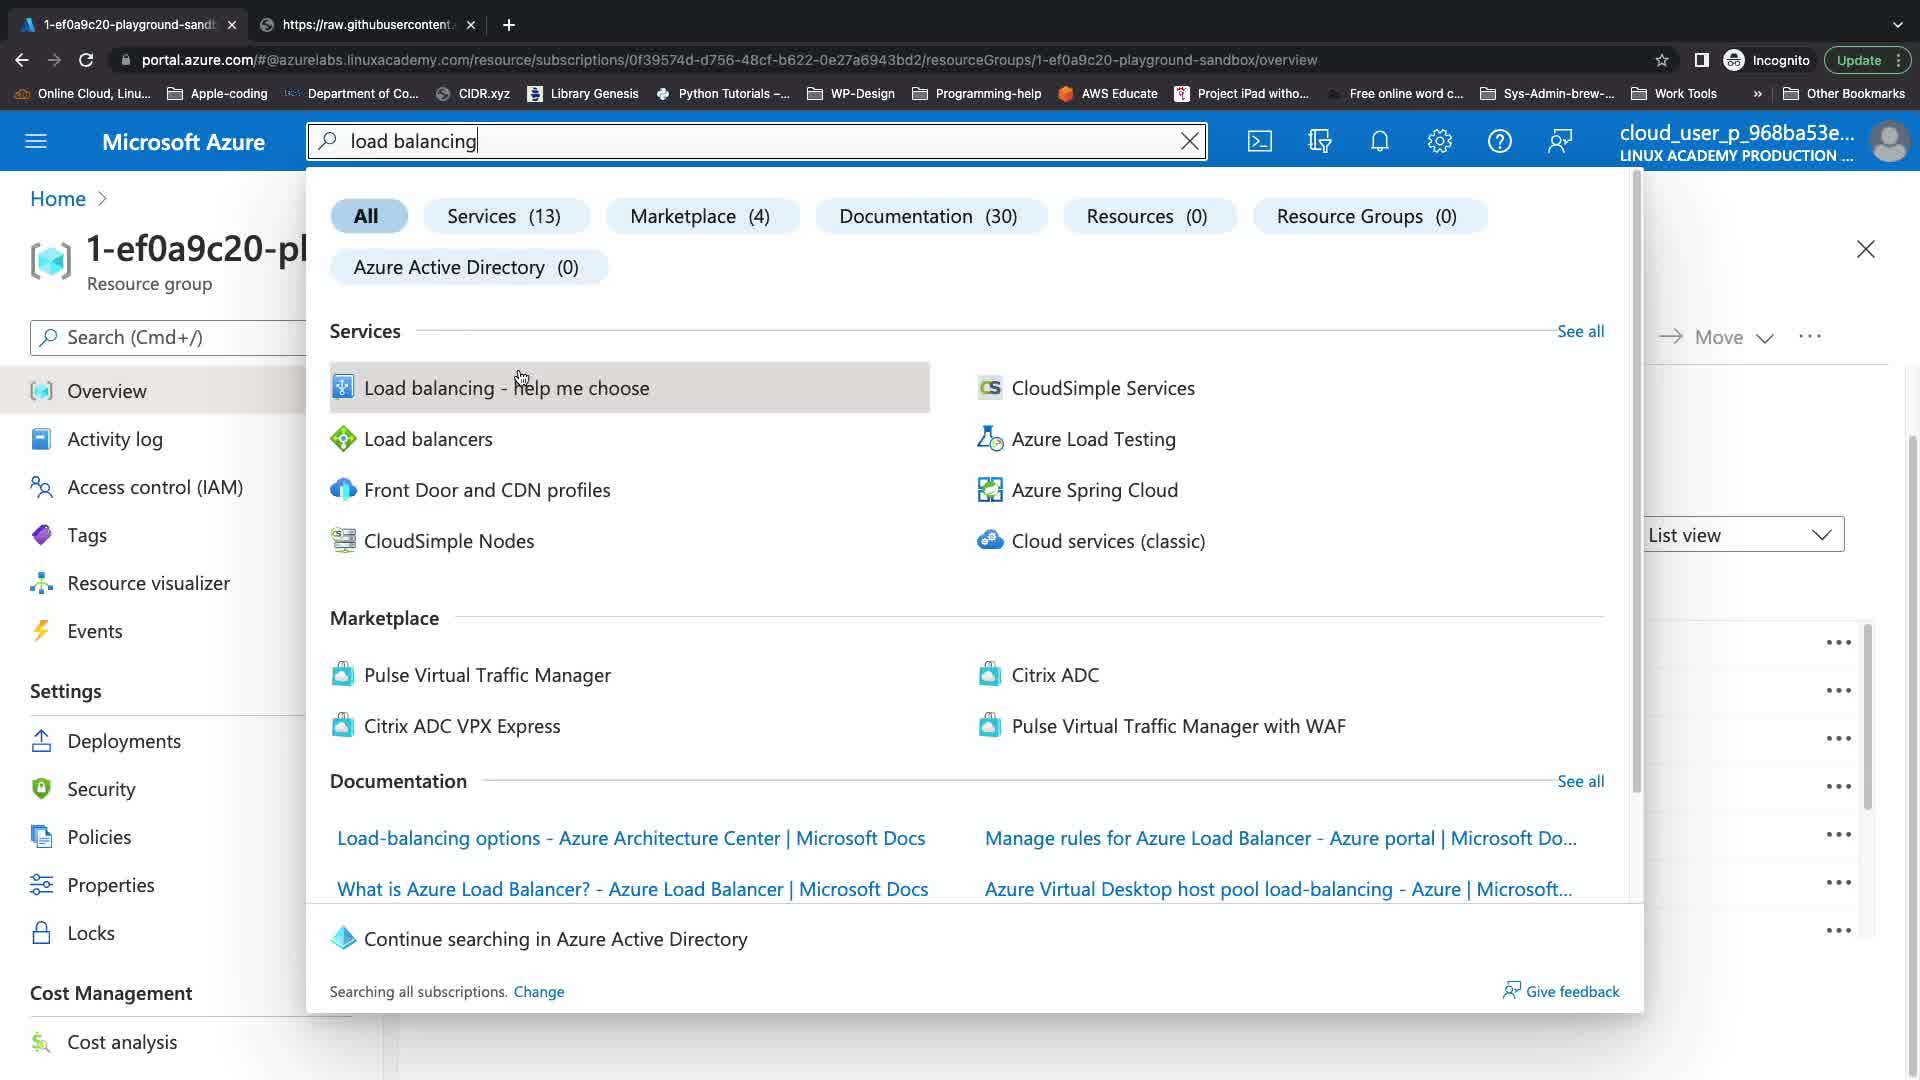 1-ef0a9c20-playground-sandb
https://raw.githubusercontent.
portal.azure.com/#@azurelabs.linuxacademy.com/resource/subscriptions/0f39574d-d756-48cf-b622-0e27a6943bd2/resourceGroups/1-ef0a9c20-playground-sandbox/overview
Incognito
Update
Online Cloud, Linu...
Apple-coding
Department of Co...
CIDR.xyz
Library Genesis
Python Tutorials –...
WP-Design
Programming-help
AWS Educate
Project iPad witho...
Free online word c...
Sys-Admin-brew-...
Work Tools
»
Other Bookmarks
Microsoft Azure
load balancing
cloud_user_p_968ba53e...
LINUX ACADEMY PRODUCTION ...
Home
1-ef0a9c20-pl
Resource group
Search (Cmd+/)
Overview
Activity log
Access control (IAM)
Tags
Resource visualizer
Events
Settings
Deployments
Security
Policies
Properties
Locks
Cost Management
Cost analysis
All
Services (13)
Marketplace (4)
Documentation (30)
Resources (0)
Resource Groups (0)
Azure Active Directory (0)
Services
See all
Load balancing - help me choose
CloudSimple Services
Load balancers
Azure Load Testing
Front Door and CDN profiles
Azure Spring Cloud
CloudSimple Nodes
Cloud services (classic)
Marketplace
Pulse Virtual Traffic Manager
Citrix ADC
Citrix ADC VPX Express
Pulse Virtual Traffic Manager with WAF
Documentation
See all
Load-balancing options - Azure Architecture Center | Microsoft Docs
Manage rules for Azure Load Balancer - Azure portal | Microsoft Do...
What is Azure Load Balancer? - Azure Load Balancer | Microsoft Docs
Azure Virtual Desktop host pool load-balancing - Azure | Microsoft...
Continue searching in Azure Active Directory
Searching all subscriptions. Change
Give feedback
Move
List view